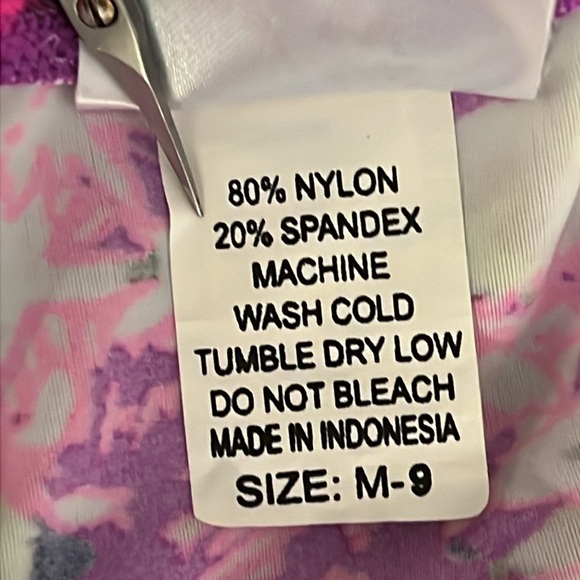 80% NYLON
20% SPANDEX
MACHINE
WASH COLD
TUMBLE DRY LOW
DO NOT BLEACH
MADE IN INDONESIA
SIZE: M-9